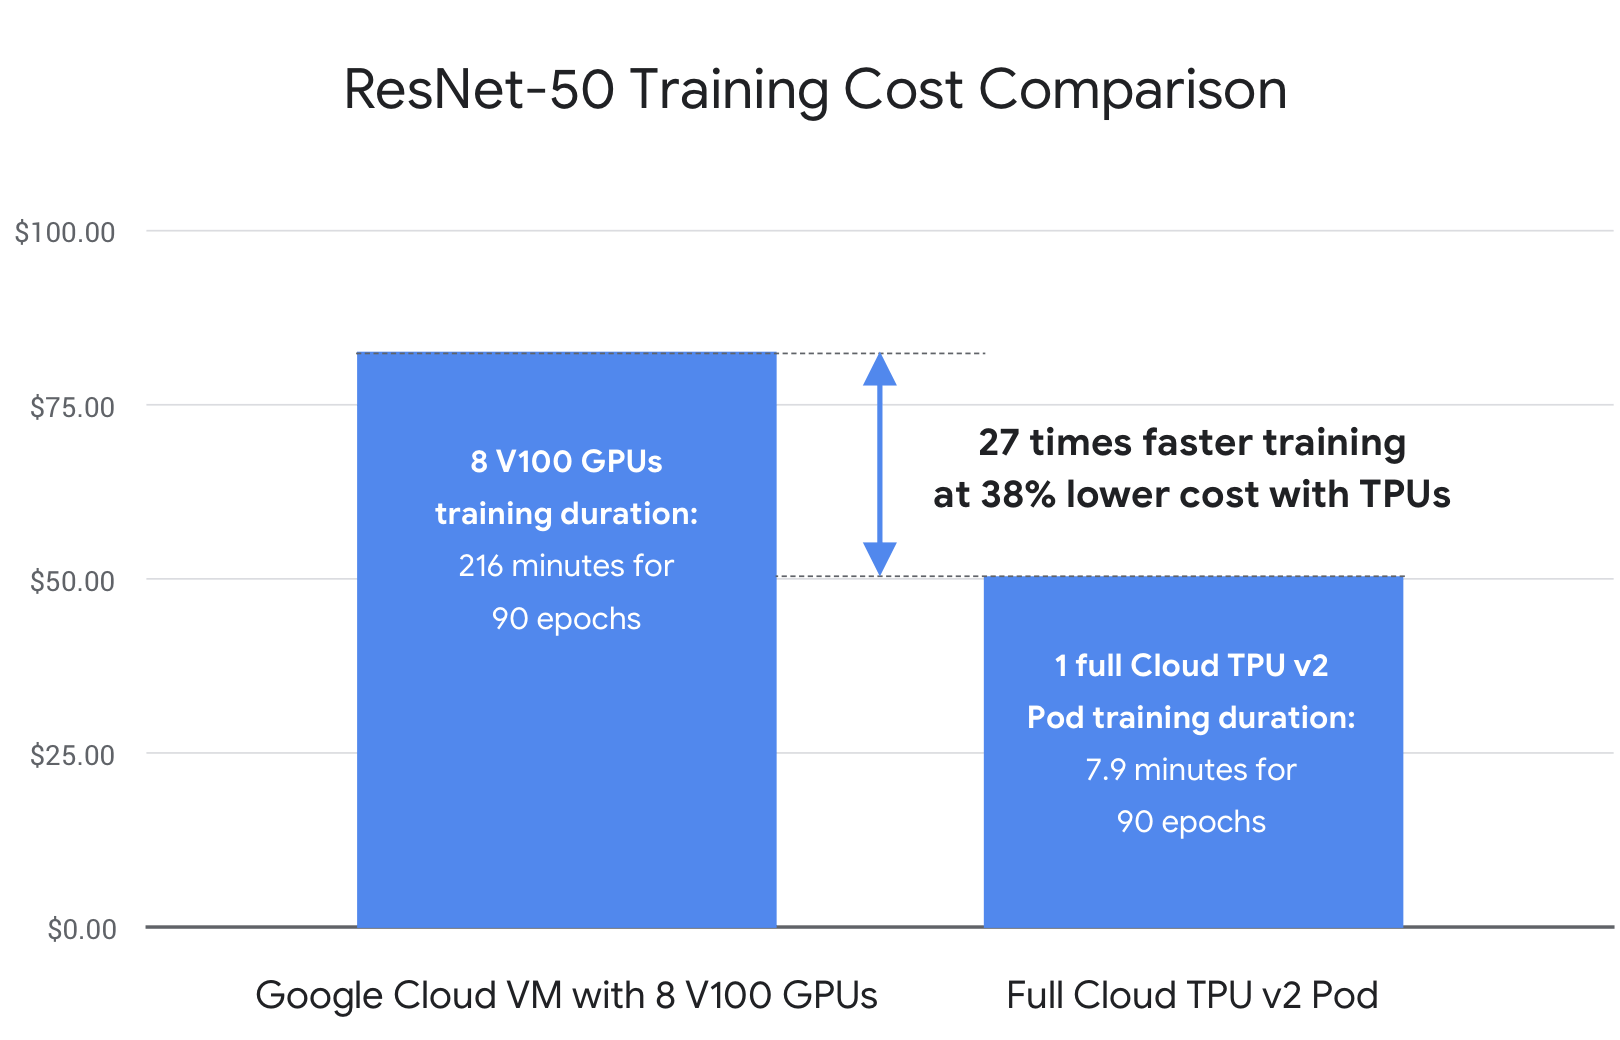 ResNet-50 Training Cost Comparison
$100.00
$75.00
$50.00
$25.00
$0.00
8 V100 GPUs
training duration:
216 minutes for
90 epochs
27 times faster training
at 38% lower cost with TPUs
1 full Cloud TPU v2
Pod training duration:
7.9 minutes for
90 epochs
Google Cloud VM with 8 V100 GPUs
Full Cloud TPU v2 Pod